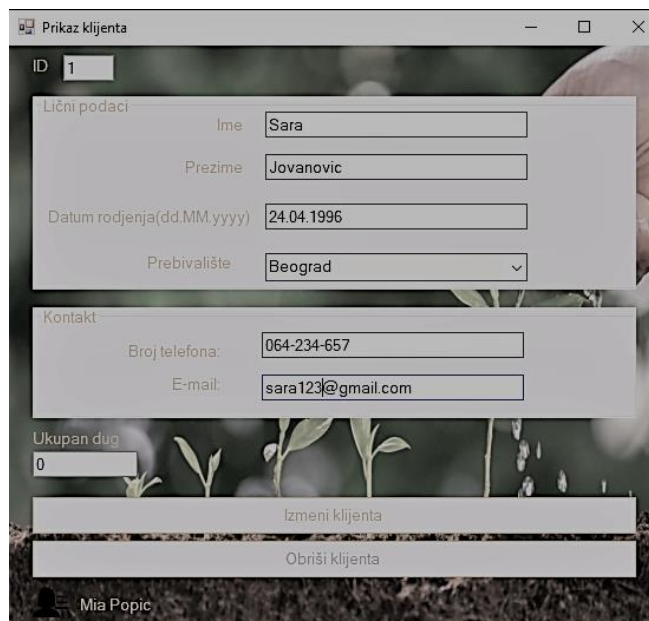 Prikaz klijenta
ID 1
Lični podaci
Ime Sara
Prezime Jovanovic
Datum rodjenja(dd.MM.yyyy) 24.04.1996
Prebivalište Beograd
Kontakt
Broj telefona: 064-234-657
E-mail: sara123@gmail.com
Ukupan dug
0
Izmeni klijenta
Obriši klijenta
Mia Popic